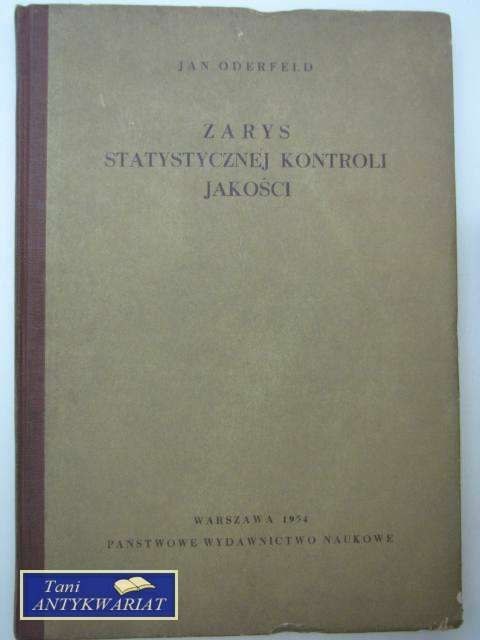 JAN ODERFELD
ZARYS
STATYSTYCZNEJ KONTROLI
JAKOŚCI
WARSZAWA 1954
PAŃSTWOWE WYDAWNICTWO NAUKOWE
Tani
ANTYKWARIAT